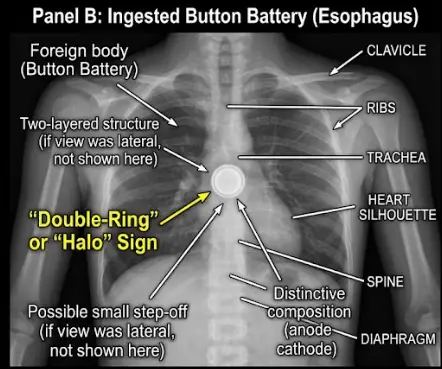 Panel B: Ingested Button Battery (Esophagus)
Foreign body
(Button Battery)
Two-layered structure
(if view was lateral,
not shown here)
“Double-Ring”
or “Halo” Sign
Possible small step-off
(if view was lateral,
not shown here)
Distinctive
composition
(anode
cathode)
CLAVICLE
RIBS
TRACHEA
HEART
SILHOUETTE
SPINE
DIAPHRAGM